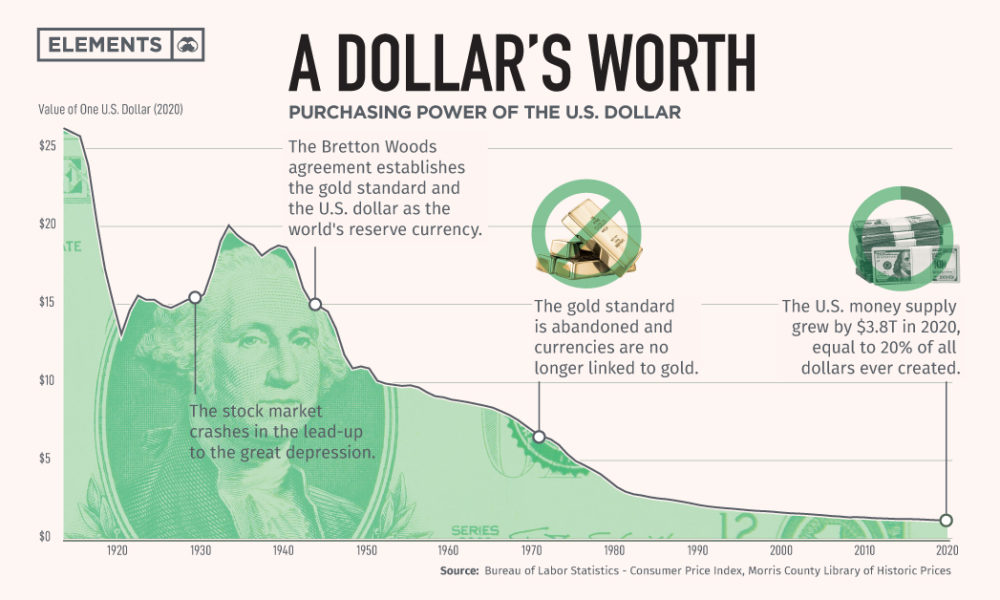 ELEMENTS
A DOLLAR'S WORTH
PURCHASING POWER OF THE U.S. DOLLAR
Value of One U.S. Dollar (2020)
$25
$20
$15
$10
$5
$0
The Bretton Woods
agreement establishes
the gold standard and
the U.S. dollar as the
world's reserve currency.
The gold standard
is abandoned and
currencies are no
longer linked to gold.
The U.S. money supply
grew by $3.8T in 2020,
equal to 20% of all
dollars ever created.
The stock market
crashes in the lead-up
to the great depression.
ATE
SERIES
12
1920
1930
1940
1950
1960
1970
1980
1990
2000
2010
2020
Source: Bureau of Labor Statistics - Consumer Price Index, Morris County Library of Historic Prices